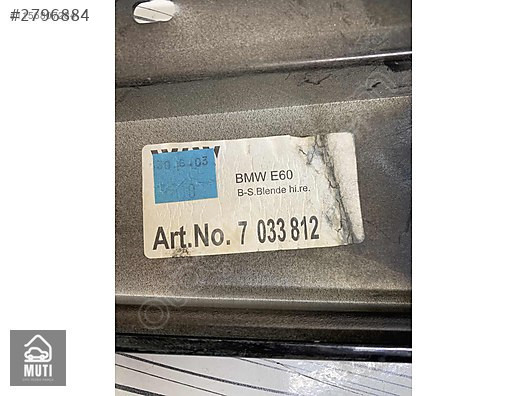 #2796884
BMW E60
B-S.Blende hi.re.
Art.No. 7 033 812
MUTI